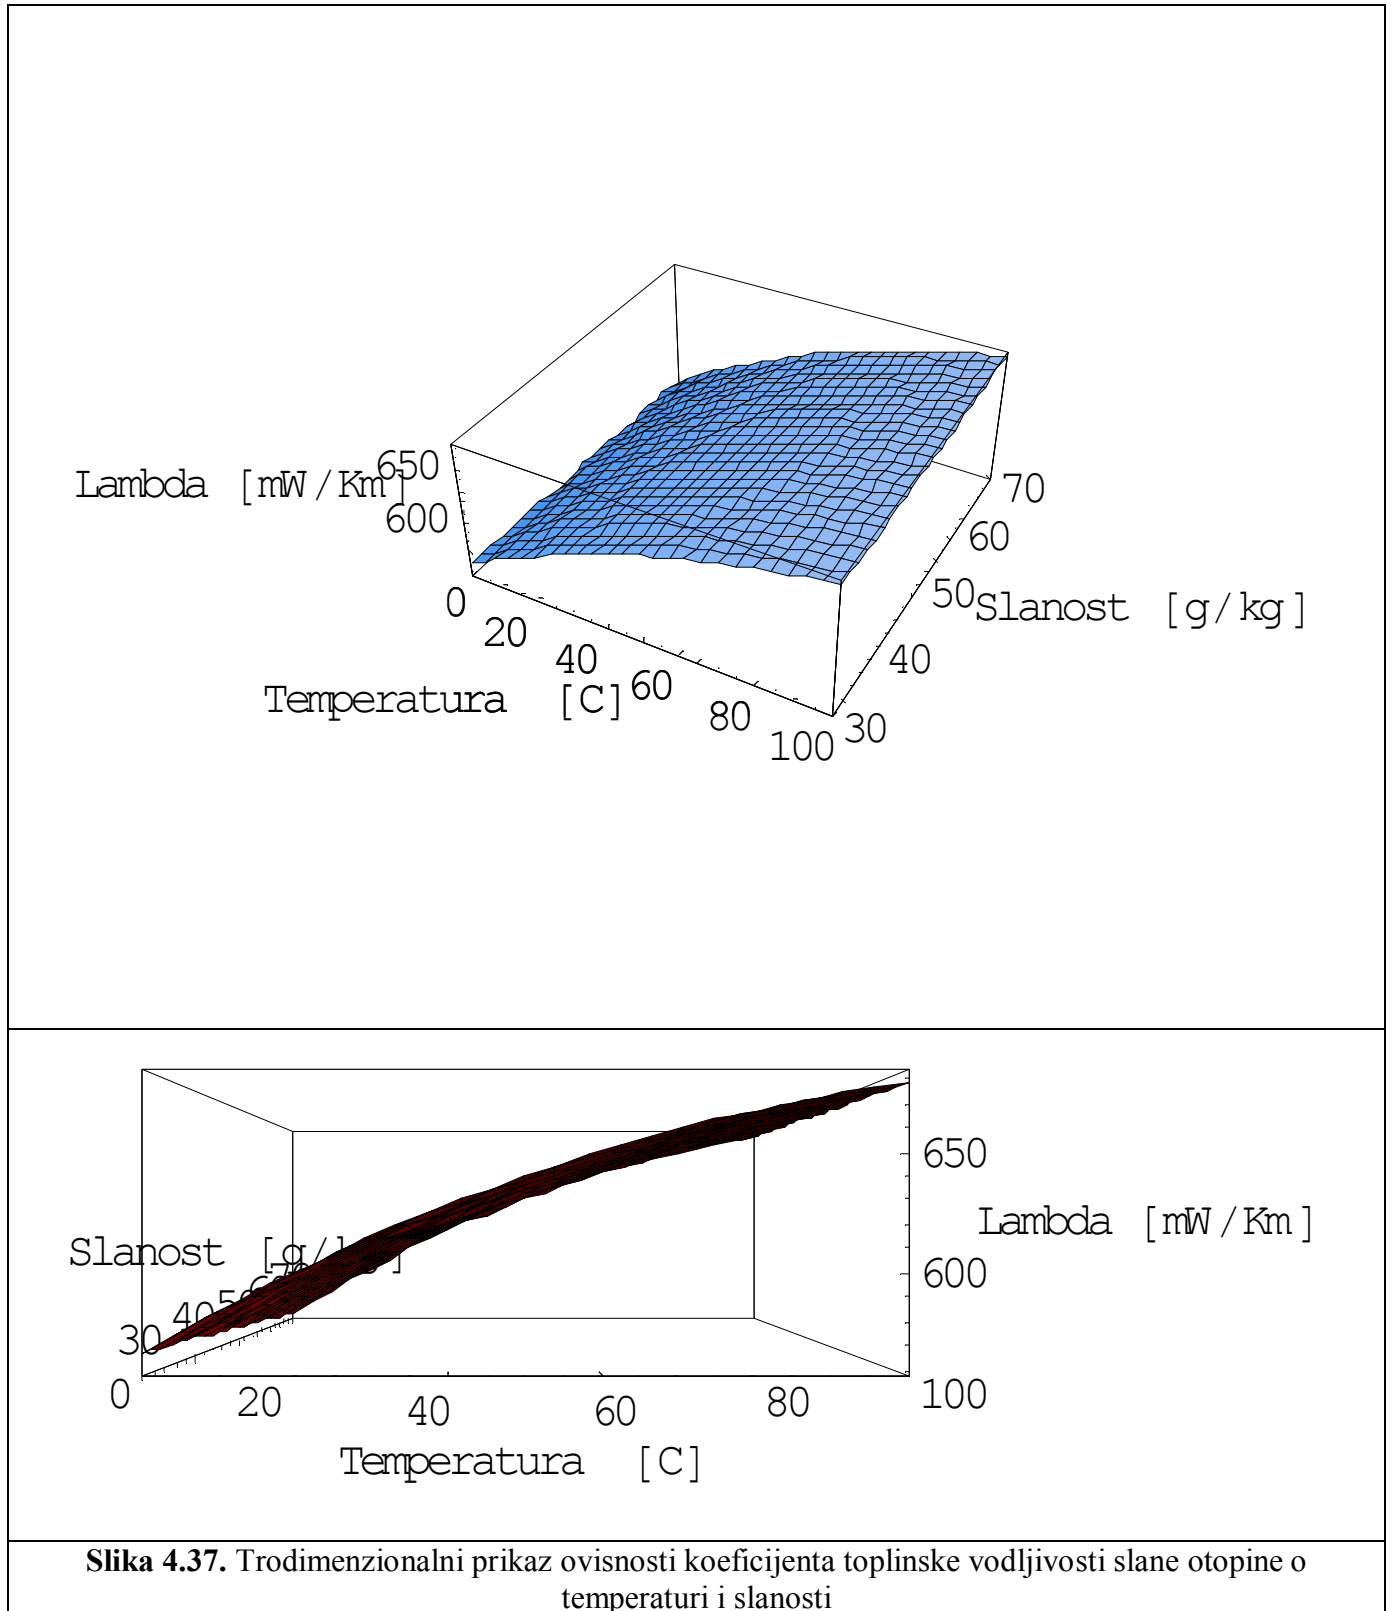 Lambda [mW/Km]
650
600
0
20
40
60
80
100
Temperatura [C]
30
40
50
60
70
Slanost [g/kg]
650
600
Lambda [mW/Km]
Slanost [g/kg]
30
40
0
20
40
60
80
100
Temperatura [C]
Slika 4.37. Trodimenzionalni prikaz ovisnosti koeficijenta toplinske vodljivosti slane otopine o
temperaturi i slanosti